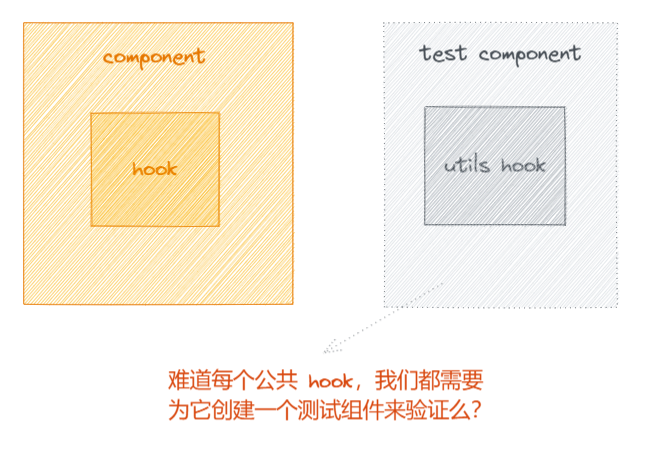 component
test component
hook
utils hook
难道每个公共 hook，我们都需要
为它创建一个测试组件来验证么？